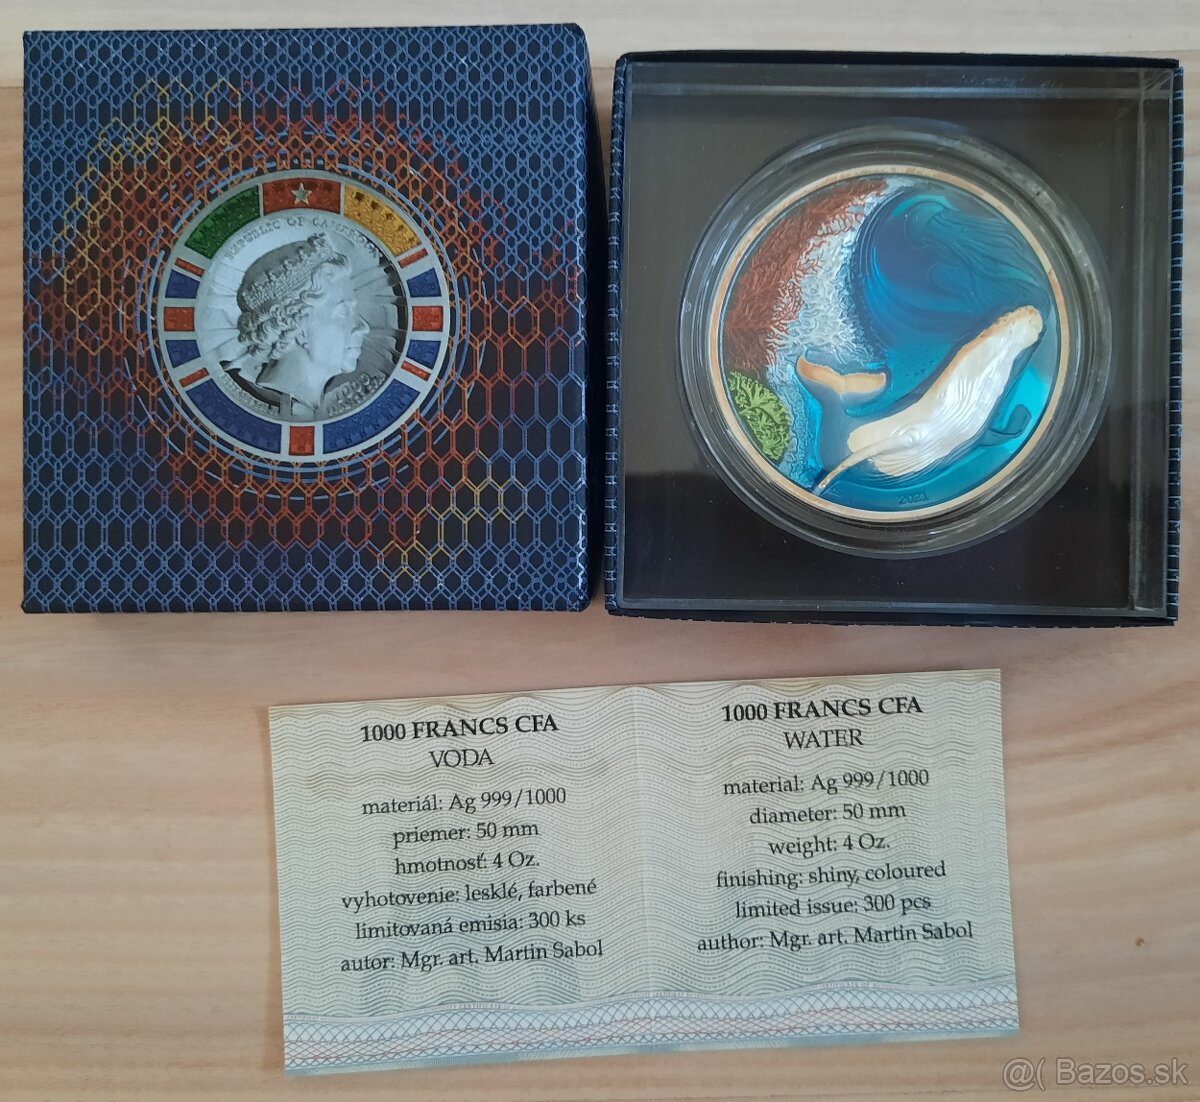 REPUBLIC OF CAMEROON
1000
2021
1000 FRANCS CFA
VODA
materiál: Ag 999/1000
priemer: 50 mm
hmotnosť: 4 Oz.
vyhotovenie: lesklé, farbené
limitovaná emisia: 300 ks
autor: Mgr. art. Martin Sabol
1000 FRANCS CFA
WATER
material: Ag 999/1000
diameter: 50 mm
weight: 4 Oz.
finishing: shiny, coloured
limited issue: 300 pcs
author: Mgr. art. Martin Sabol
@( Bazos.sk